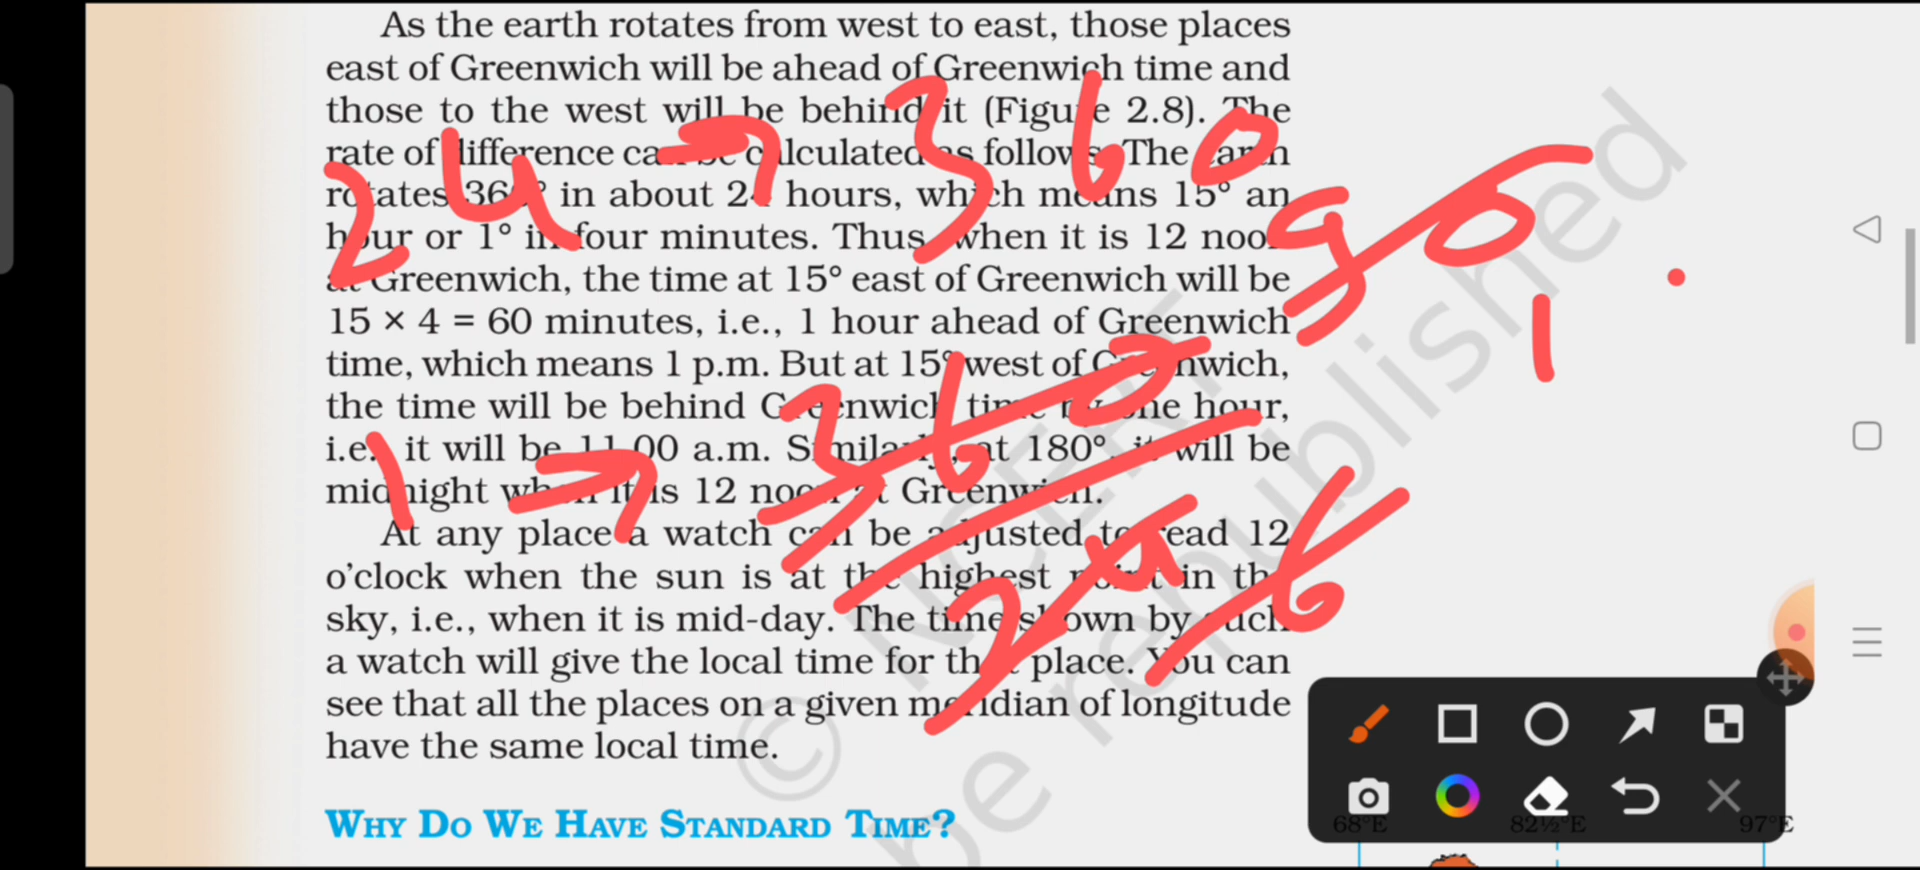 As the earth rotates from west to east, those places
east of Greenwich will be ahead of Greenwich time and
those to the west will be behind it (Figure 2.8). The
rate of difference can be calculated as follows. The earth
rotates 360° in about 24 hours, which means 15° an
hour or 1° in four minutes. Thus, when it is 12 noon
at Greenwich, the time at 15° east of Greenwich will be
15 × 4 = 60 minutes, i.e., 1 hour ahead of Greenwich
time, which means 1 p.m. But at 15° west of Greenwich,
the time will be behind Greenwich time by one hour,
i.e., it will be 11.00 a.m. Similarly, at 180°, it will be
midnight when it is 12 noon at Greenwich.
At any place a watch can be adjusted to read 12
o’clock when the sun is at the highest point in the
sky, i.e., when it is mid-day. The time shown by such
a watch will give the local time for that place. You can
see that all the places on a given meridian of longitude
have the same local time.
WHY DO WE HAVE STANDARD TIME?
24 → 360
1 → 360
24
6
1
68°E 82½°E 97°E
© NCERT
be republished